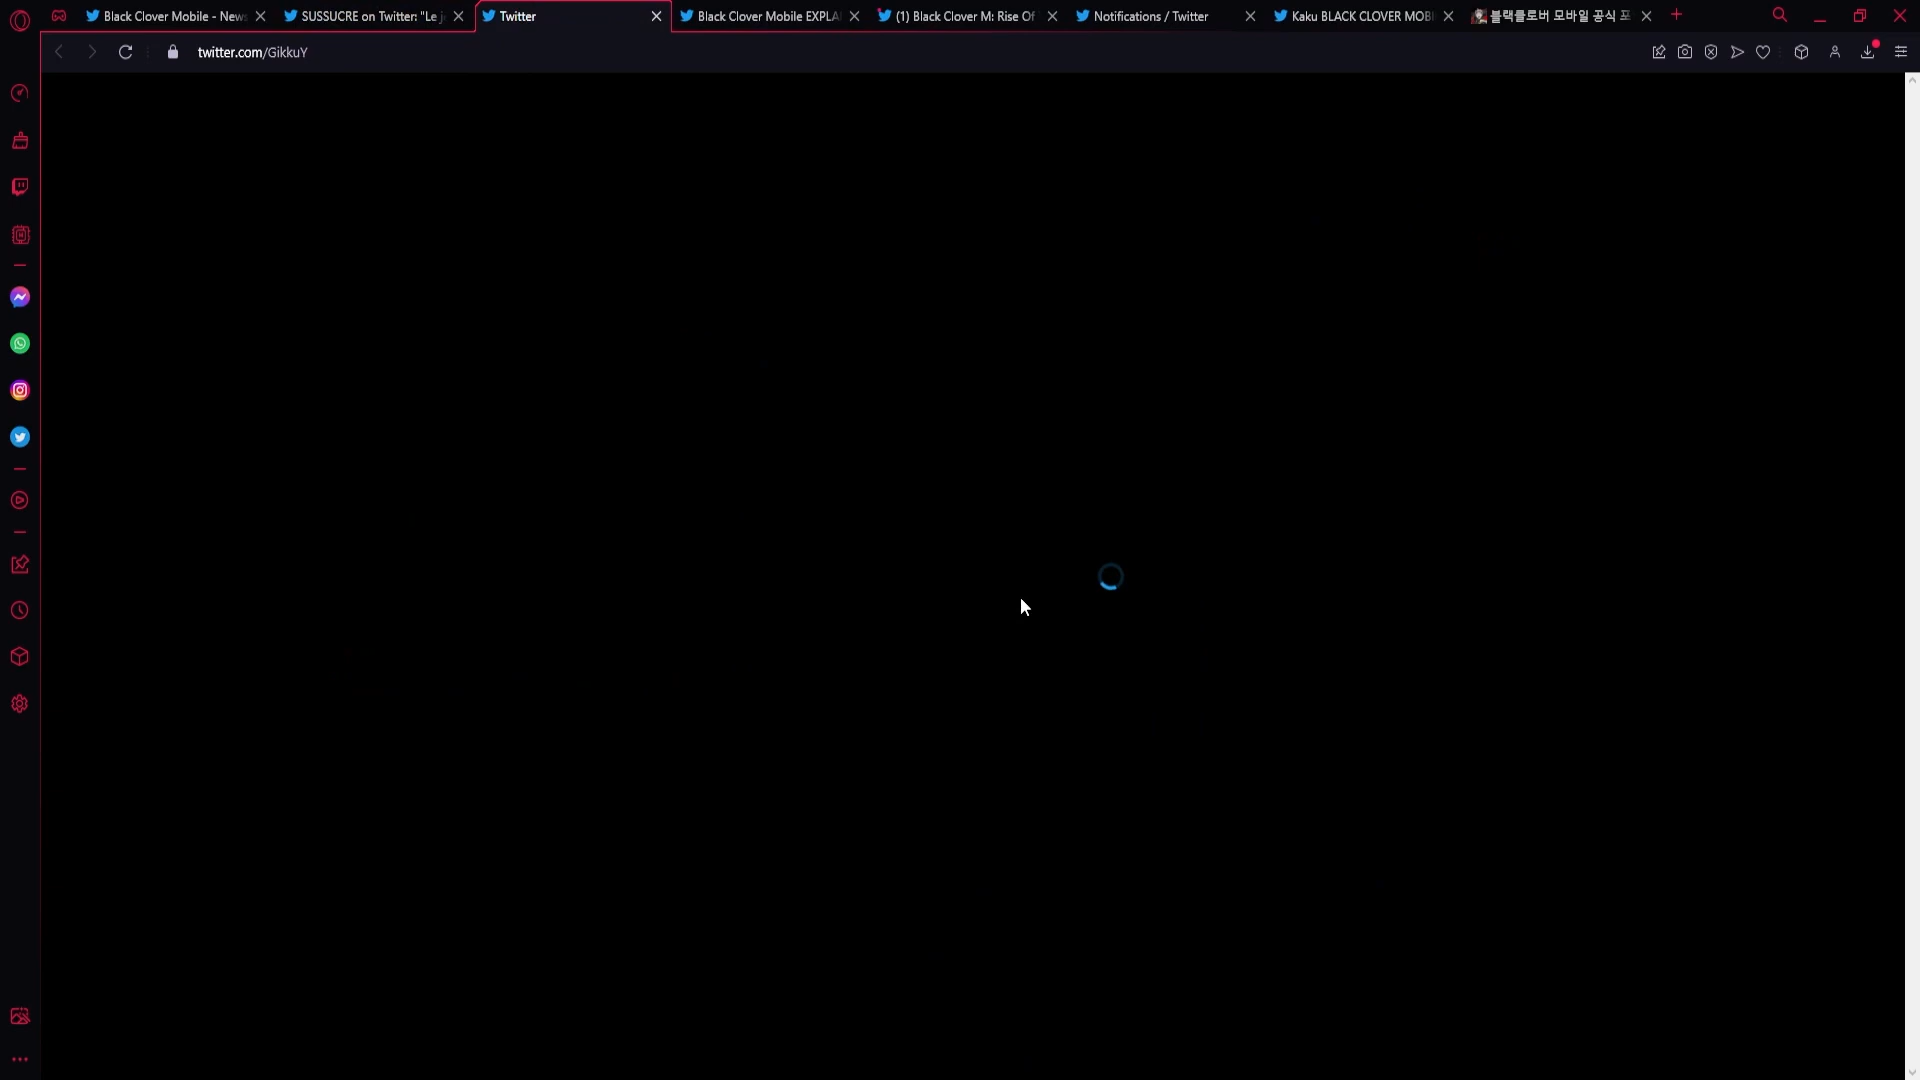 Black Clover Mobile - News
SUSSUCRE on Twitter: "Le j
Twitter
Black Clover Mobile EXPLA
(1) Black Clover M: Rise Of
Notifications / Twitter
Kaku BLACK CLOVER MOBI
블랙클로버 모바일 공식 포
twitter.com/GikkuY